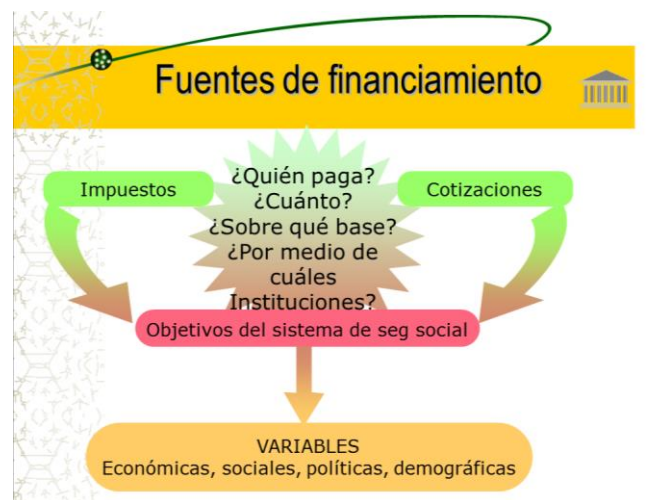 Fuentes de financiamiento
Impuestos
¿Quién paga?
¿Cuánto?
¿Sobre qué base?
¿Por medio de
cuáles
Instituciones?
Cotizaciones
Objetivos del sistema de seg social
VARIABLES
Económicas, sociales, políticas, demográficas